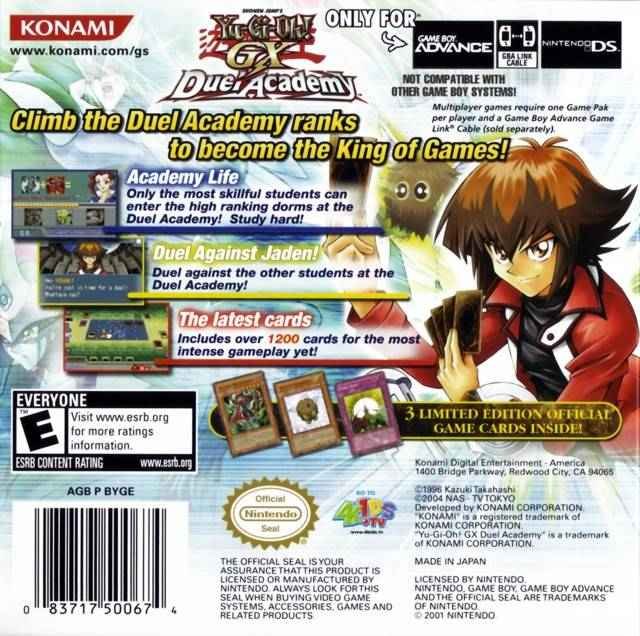 KONAMI
www.konami.com/gs
SHONEN JUMP'S
Yu-Gi-Oh!
GX
Duel Academy
ONLY FOR
GAME BOY ADVANCE
GBA LINK CABLE
NINTENDO DS.
NOT COMPATIBLE WITH
OTHER GAME BOY SYSTEMS!
Multiplayer games require one Game Pak
per player and a Game Boy Advance Game
Link® Cable (sold separately).
Climb the Duel Academy ranks
to become the King of Games!
Academy Life
Only the most skillful students can
enter the high ranking dorms at the
Duel Academy! Study hard!
Duel Against Jaden!
Duel against the other students at the
Duel Academy!
The latest cards
Includes over 1200 cards for the most
intense gameplay yet!
3 LIMITED EDITION OFFICIAL
GAME CARDS INSIDE!
EVERYONE
E
Visit www.esrb.org
for more ratings
information.
ESRB CONTENT RATING www.esrb.org
AGB P BYGE
0 83717 50067 4
Official
Nintendo
Seal
THE OFFICIAL SEAL IS YOUR
ASSURANCE THAT THIS PRODUCT IS
LICENSED OR MANUFACTURED BY
NINTENDO. ALWAYS LOOK FOR THIS
SEAL WHEN BUYING VIDEO GAME
SYSTEMS, ACCESSORIES, GAMES AND
RELATED PRODUCTS.
GO TO
4KIDS
.TV
www.4kids.tv
Konami Digital Entertainment - America
1400 Bridge Parkway, Redwood City, CA 94065
©1996 Kazuki Takahashi
©2004 NAS · TV TOKYO
Developed by KONAMI CORPORATION.
"KONAMI" is a registered trademark of
KONAMI CORPORATION.
"Yu-Gi-Oh! GX Duel Academy" is a trademark
of KONAMI CORPORATION.
MADE IN JAPAN
LICENSED BY NINTENDO.
NINTENDO, GAME BOY, GAME BOY ADVANCE
AND THE OFFICIAL SEAL ARE TRADEMARKS
OF NINTENDO.
© 2001 NINTENDO.